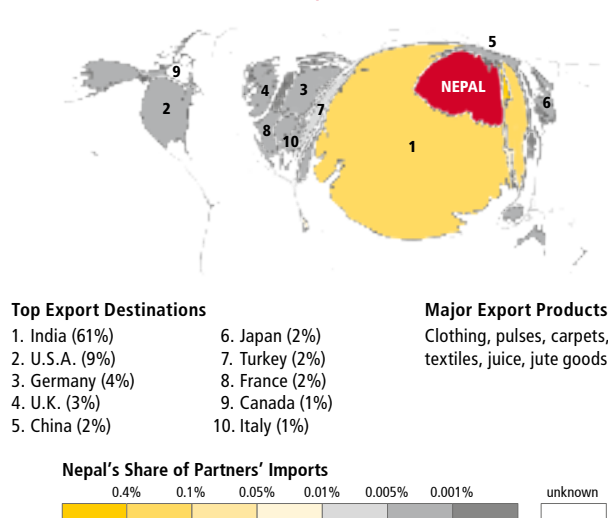 5
9
4
3
NEPAL
6
2
7
8
10
1
Top Export Destinations
1. India (61%)
2. U.S.A. (9%)
3. Germany (4%)
4. U.K. (3%)
5. China (2%)
6. Japan (2%)
7. Turkey (2%)
8. France (2%)
9. Canada (1%)
10. Italy (1%)
Major Export Products
Clothing, pulses, carpets,
textiles, juice, jute goods
Nepal's Share of Partners' Imports
0.4% 0.1% 0.05% 0.01% 0.005% 0.001% unknown